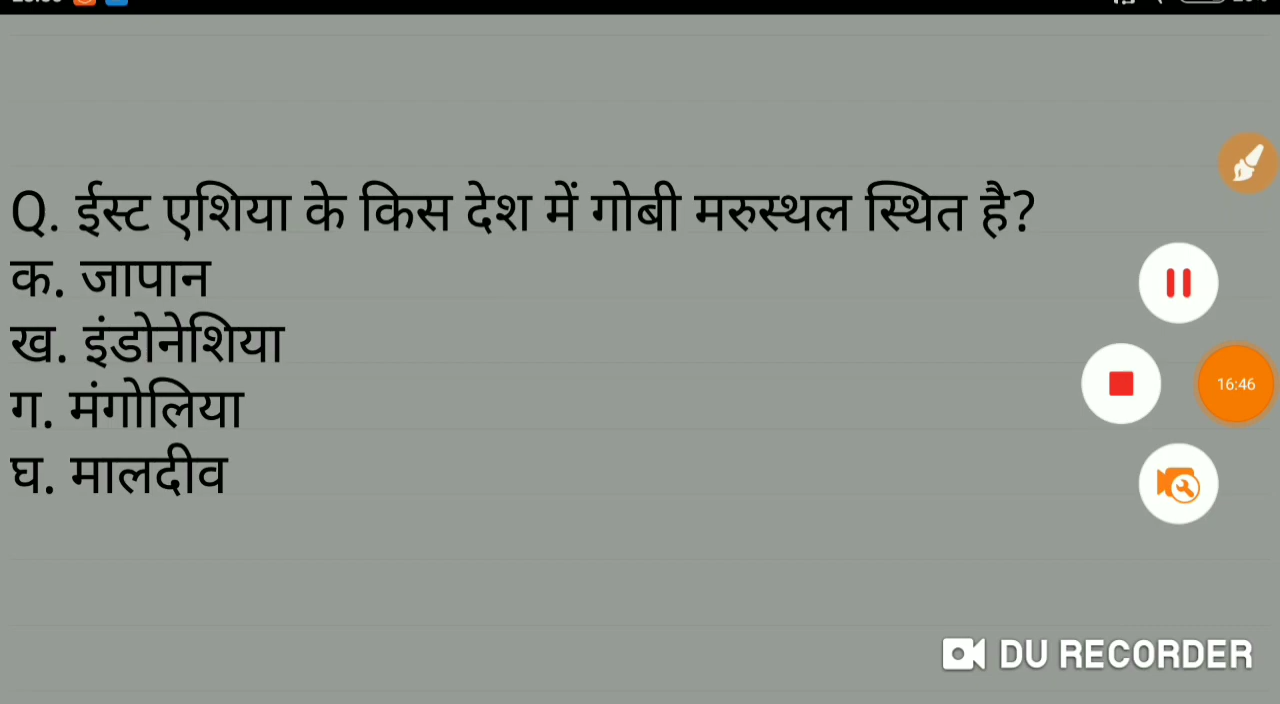 Q. ईस्ट एशिया के किस देश में गोबी मरुस्थल स्थित है?
क. जापान
ख. इंडोनेशिया
ग. मंगोलिया
घ. मालदीव
16:46
DU RECORDER